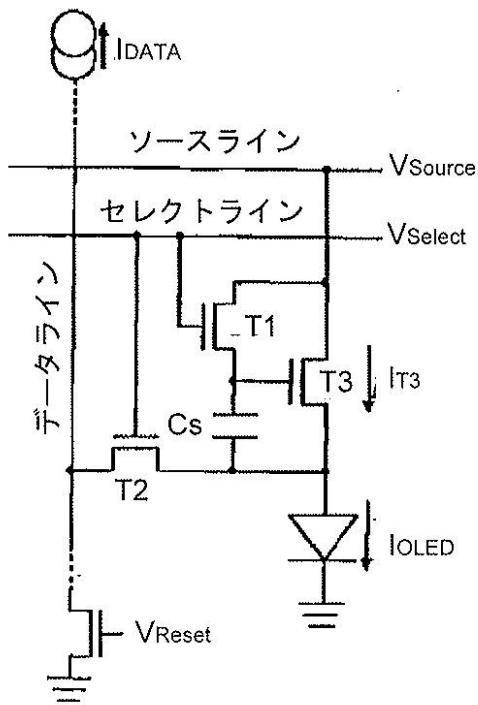 IDATA
ソースライン
VSource
セレクトライン
VSelect
データライン
T1
T3
IT3
Cs
T2
IOLED
VReset